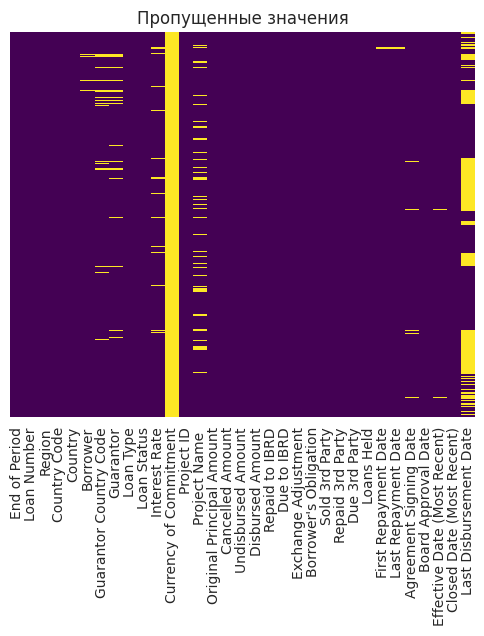 Пропущенные значения
End of Period
Loan Number
Region
Country Code
Country
Borrower
Guarantor Country Code
Guarantor
Loan Type
Loan Status
Interest Rate
Currency of Commitment
Project ID
Project Name
Original Principal Amount
Cancelled Amount
Undisbursed Amount
Disbursed Amount
Repaid to IBRD
Due to IBRD
Exchange Adjustment
Borrower's Obligation
Sold 3rd Party
Repaid 3rd Party
Due 3rd Party
Loans Held
First Repayment Date
Last Repayment Date
Agreement Signing Date
Board Approval Date
Effective Date (Most Recent)
Closed Date (Most Recent)
Last Disbursement Date